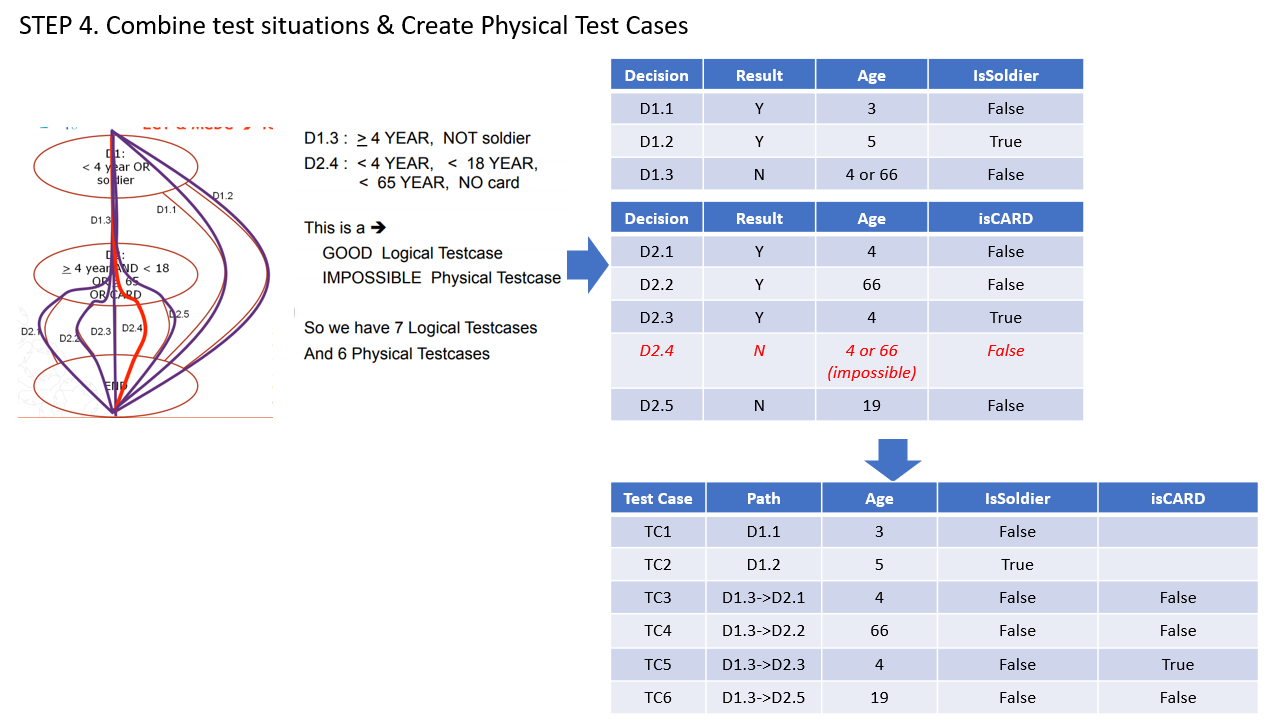 STEP 4. Combine test situations & Create Physical Test Cases
D1:
< 4 year OR
soldier
D1.2
D1.1
D1.3
≥ 4 year AND < 18
OR ≥ 65
OR CARD
D2.1
D2.2
D2.3
D2.4
D2.5
END
D1.3 : ≥ 4 YEAR, NOT soldier
D2.4 : < 4 YEAR, < 18 YEAR,
< 65 YEAR, NO card
This is a ➔
GOOD Logical Testcase
IMPOSSIBLE Physical Testcase
So we have 7 Logical Testcases
And 6 Physical Testcases
Decision Result Age IsSoldier
D1.1 Y 3 False
D1.2 Y 5 True
D1.3 N 4 or 66 False
Decision Result Age isCARD
D2.1 Y 4 False
D2.2 Y 66 False
D2.3 Y 4 True
D2.4 N 4 or 66 False
(impossible)
D2.5 N 19 False
Test Case Path Age IsSoldier isCARD
TC1 D1.1 3 False
TC2 D1.2 5 True
TC3 D1.3->D2.1 4 False False
TC4 D1.3->D2.2 66 False False
TC5 D1.3->D2.3 4 False True
TC6 D1.3->D2.5 19 False False